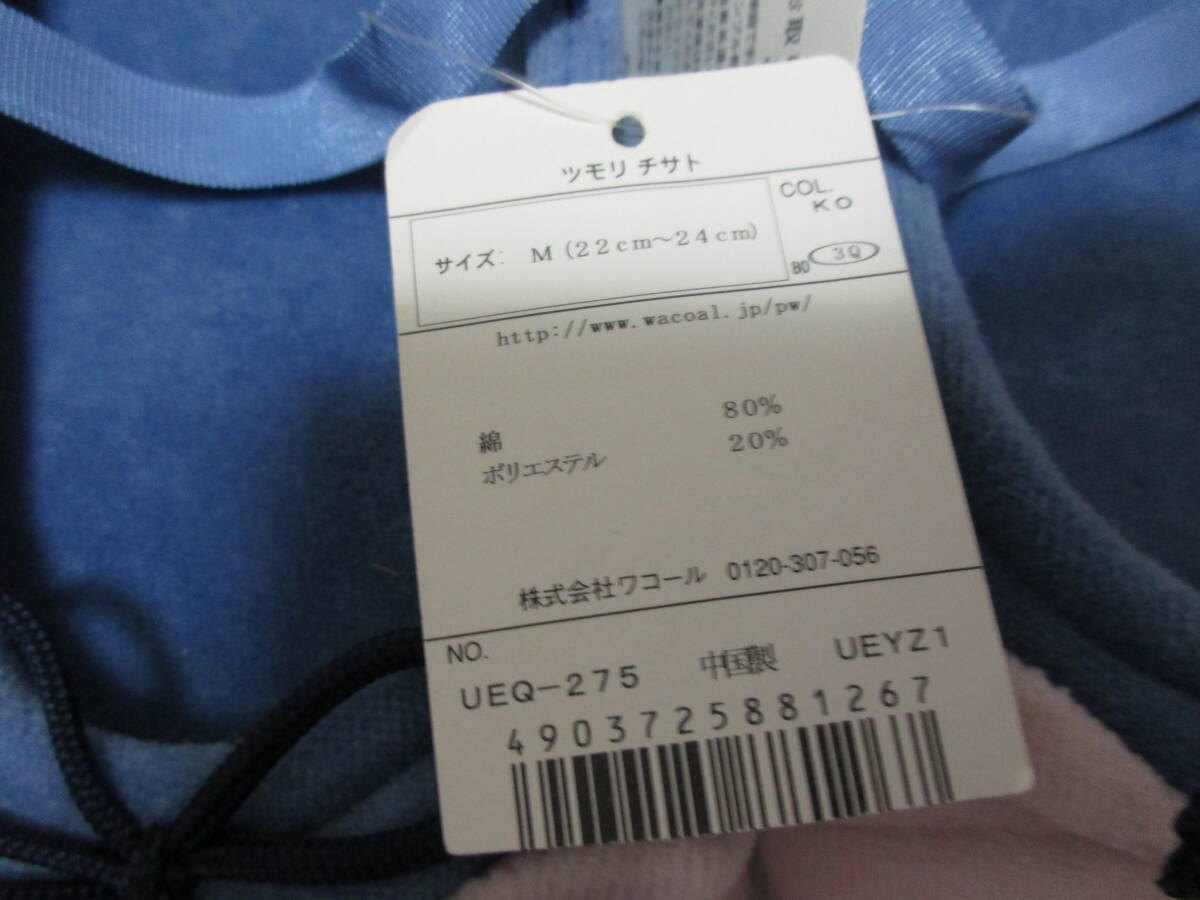 ツモリ チサト
COL.
KO
サイズ: M (22cm〜24cm)
80 3Q
http://www.wacoal.jp/pw/
綿 80%
ポリエステル 20%
株式会社ワコール 0120-307-056
NO.
UEQ-275 中国製 UEYZ1
4903725881267